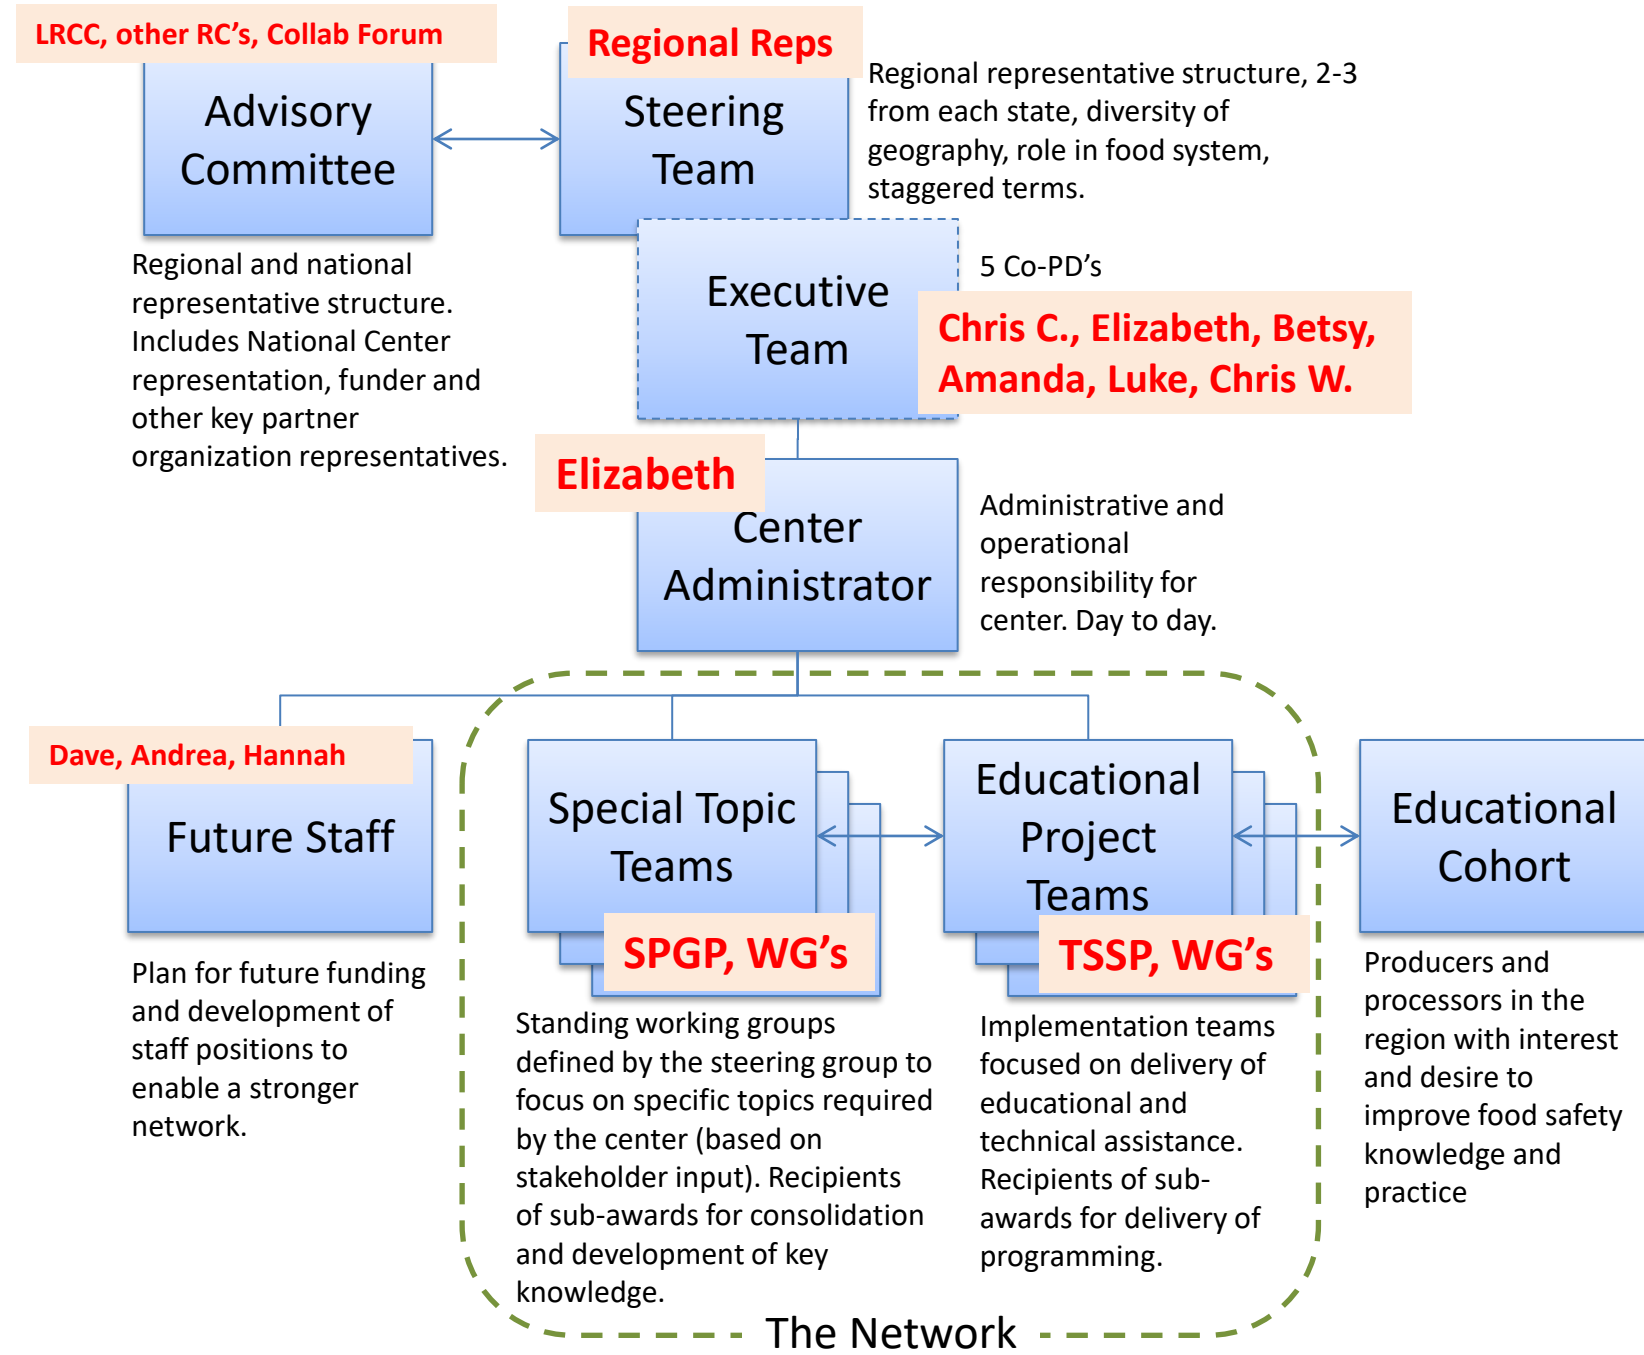 LRCC, other RC's, Collab Forum
Advisory
Committee
Regional and national
representative structure.
Includes National Center
representation, funder and
other key partner
organization representatives.
Regional Reps
Steering
Team
Regional representative structure, 2-3
from each state, diversity of
geography, role in food system,
staggered terms.
Executive
Team
5 Co-PD's
Chris C., Elizabeth, Betsy,
Amanda, Luke, Chris W.
Elizabeth
Center
Administrator
Administrative and
operational
responsibility for
center. Day to day.
Dave, Andrea, Hannah
Future Staff
Plan for future funding
and development of
staff positions to
enable a stronger
network.
Special Topic
Teams
SPGP, WG's
Standing working groups
defined by the steering group to
focus on specific topics required
by the center (based on
stakeholder input). Recipients
of sub-awards for consolidation
and development of key
knowledge.
Educational
Project
Teams
TSSP, WG's
Implementation teams
focused on delivery of
educational and
technical assistance.
Recipients of sub-
awards for delivery of
programming.
Educational
Cohort
Producers and
processors in the
region with interest
and desire to
improve food safety
knowledge and
practice
The Network